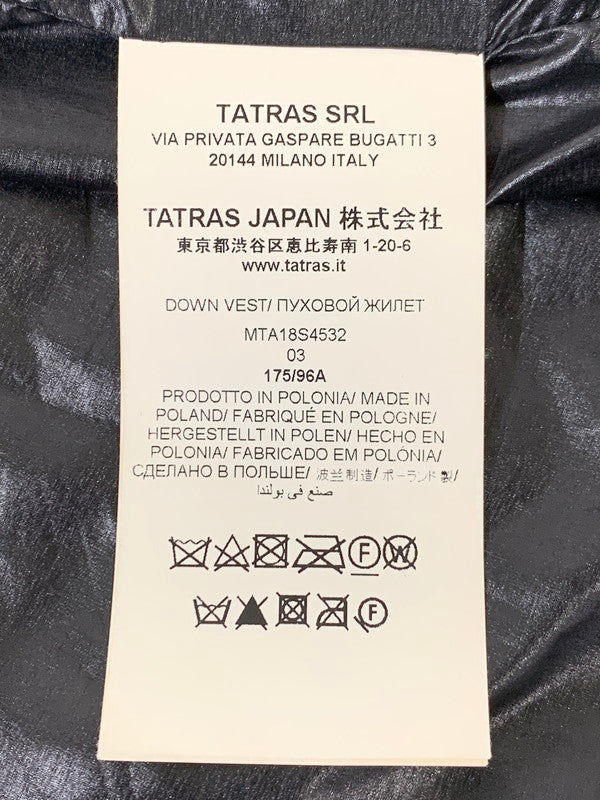 TATRAS SRL
VIA PRIVATA GASPARE BUGATTI 3
20144 MILANO ITALY
TATRAS JAPAN 株式会社
東京都渋谷区恵比寿南 1-20-6
www.tatras.it
DOWN VEST/ ПУХОВОЙ ЖИЛЕТ
MTA18S4532
03
175/96A
PRODOTTO IN POLONIA/ MADE IN
POLAND/ FABRIQUÉ EN POLOGNE/
HERGESTELLT IN POLEN/ HECHO EN
POLONIA/ FABRICADO EM POLÓNIA/
СДЕЛАНО В ПОЛЬШЕ/ 波兰制造/ ポーランド製/
صنع في بولندا
F W
F